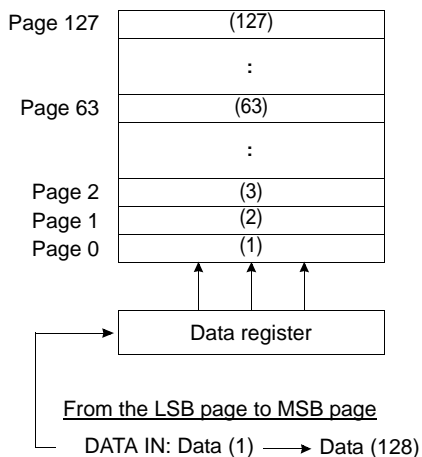 Page 127 (127)
:
Page 63 (63)
:
Page 2 (3)
Page 1 (2)
Page 0 (1)
Data register
From the LSB page to MSB page
DATA IN: Data (1) Data (128)